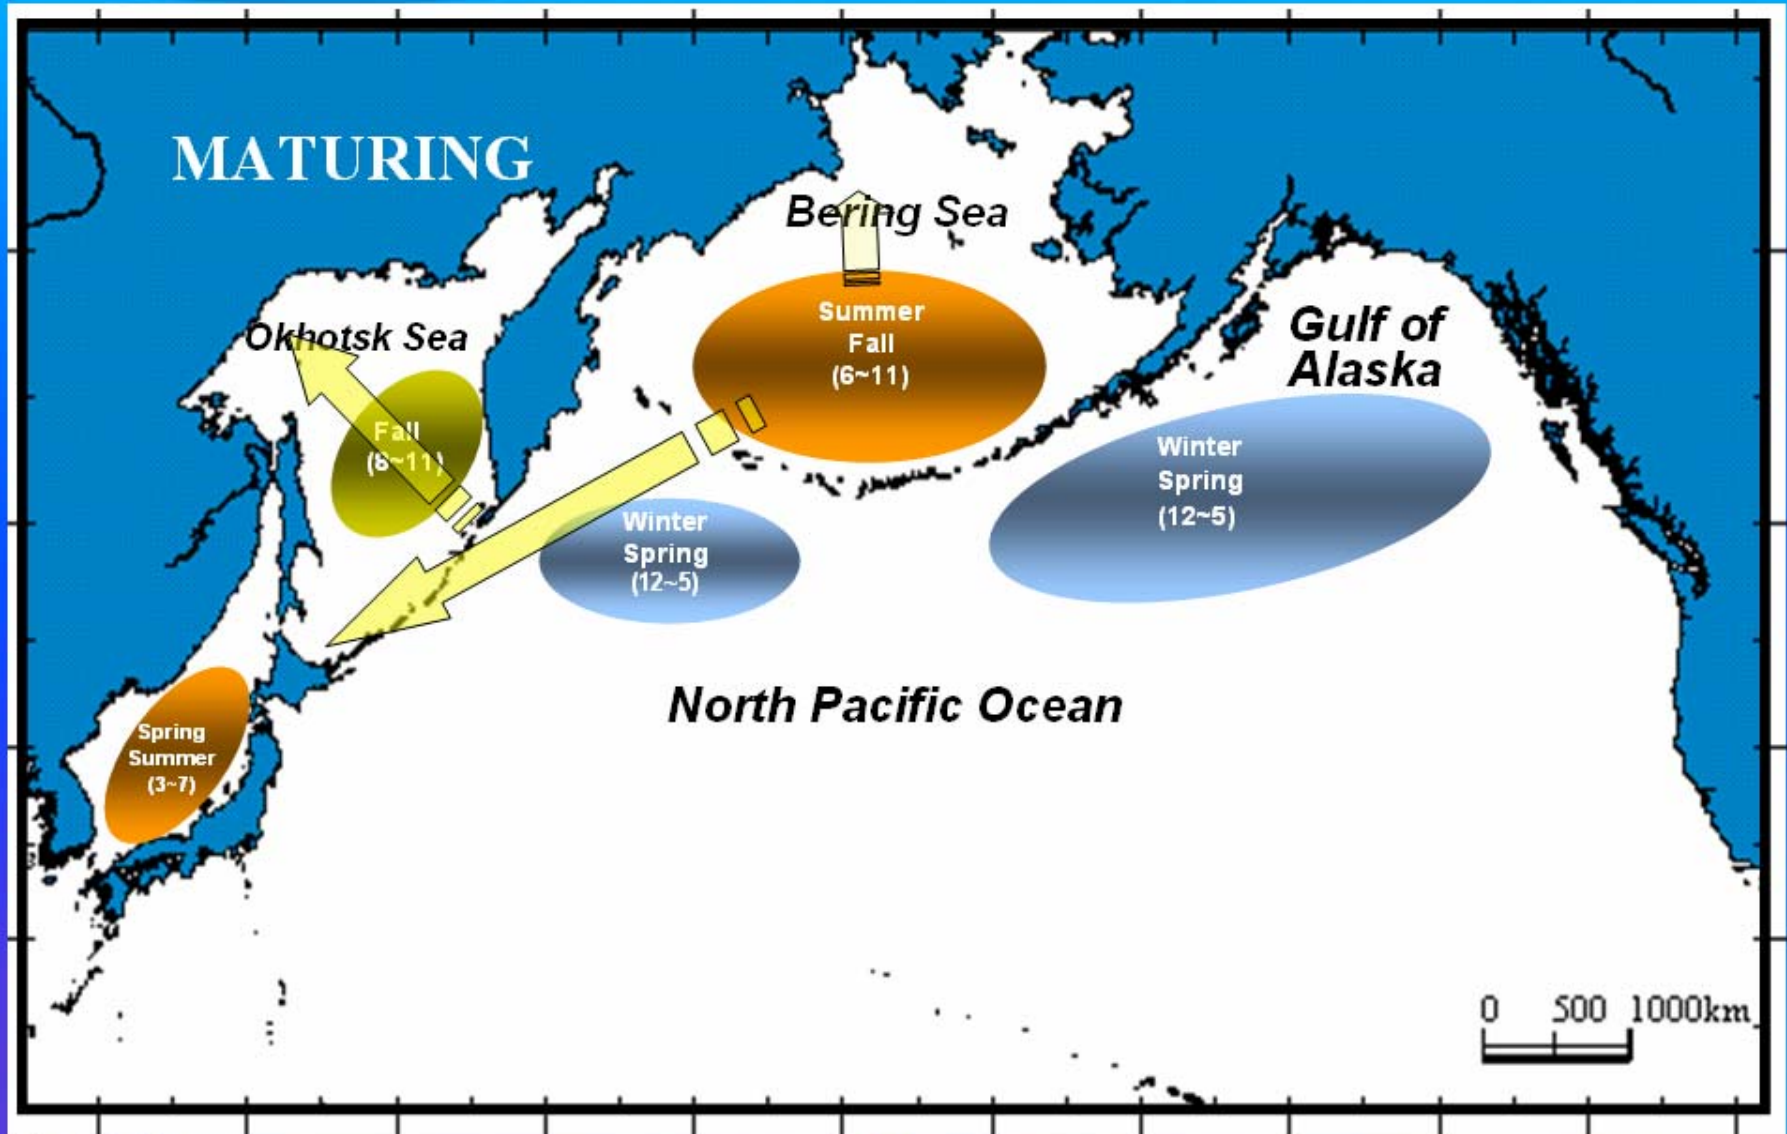 MATURING
Bering Sea
Okhotsk Sea
Summer
Fall
(6~11)
Gulf of
Alaska
Fall
(8~11)
Winter
Spring
(12~5)
Winter
Spring
(12~5)
North Pacific Ocean
Spring
Summer
(3~7)
0 500 1000km